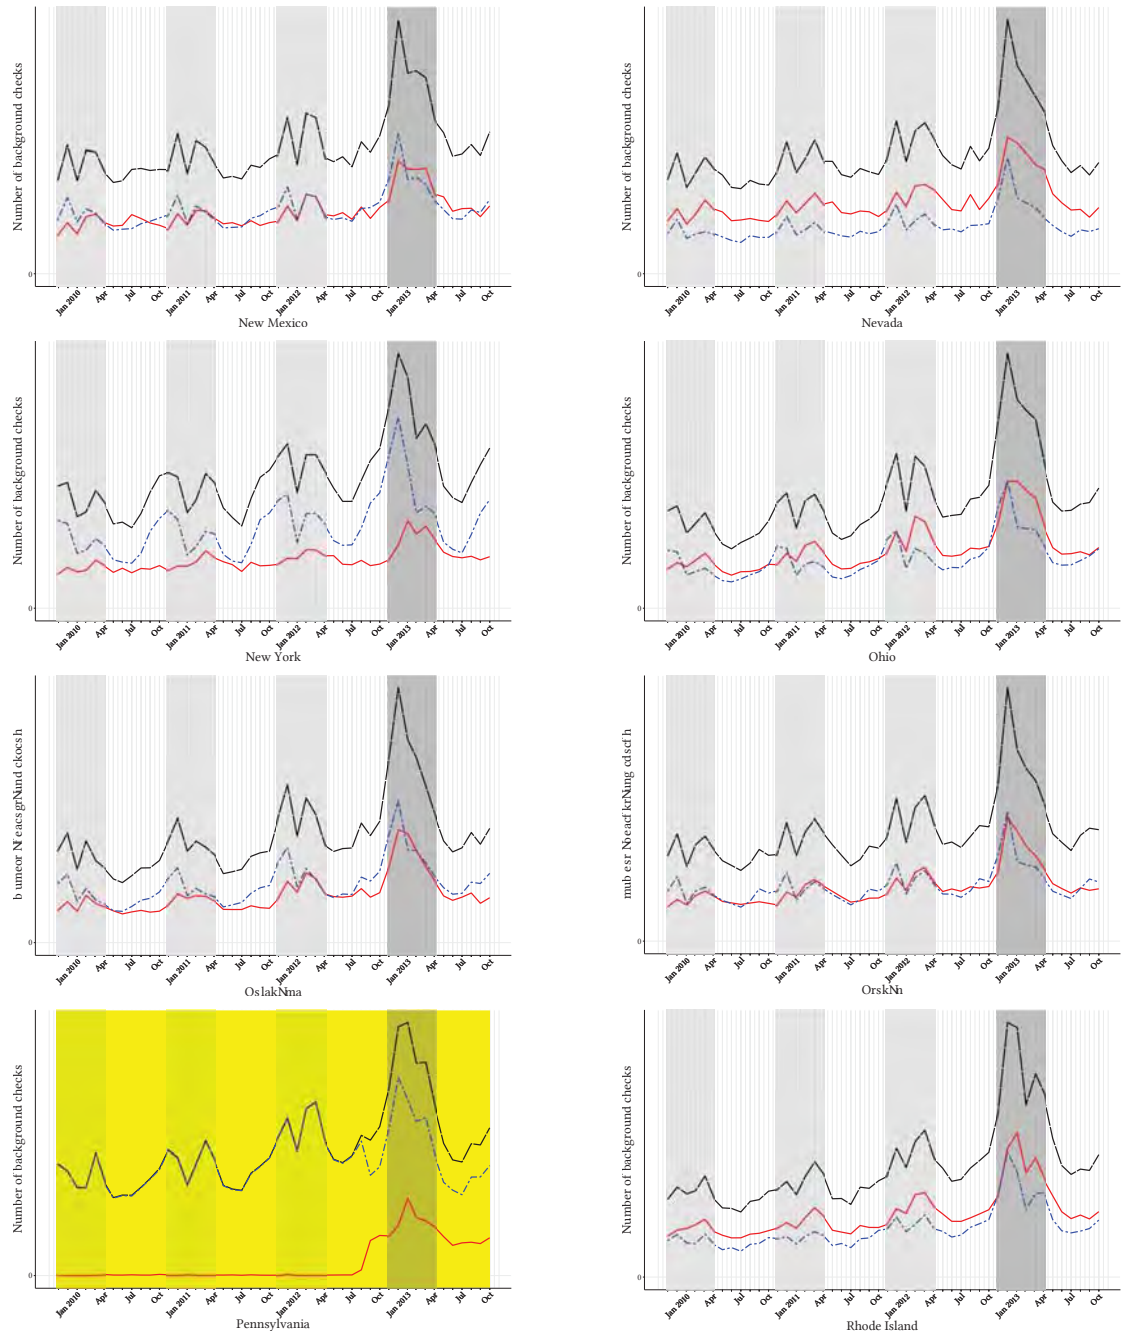 Number of background checks
0
Jan 2010 Apr Jul Oct Jan 2011 Apr Jul Oct Jan 2012 Apr Jul Oct Jan 2013 Apr Jul Oct
New Mexico
Number of background checks
0
Jan 2010 Apr Jul Oct Jan 2011 Apr Jul Oct Jan 2012 Apr Jul Oct Jan 2013 Apr Jul Oct
Nevada
Number of background checks
0
Jan 2010 Apr Jul Oct Jan 2011 Apr Jul Oct Jan 2012 Apr Jul Oct Jan 2013 Apr Jul Oct
New York
Number of background checks
0
Jan 2010 Apr Jul Oct Jan 2011 Apr Jul Oct Jan 2012 Apr Jul Oct Jan 2013 Apr Jul Oct
Ohio
0
Jan 2010 Apr Jul Oct Jan 2011 Apr Jul Oct Jan 2012 Apr Jul Oct Jan 2013 Apr Jul Oct
OslakNma
0
Jan 2010 Apr Jul Oct Jan 2011 Apr Jul Oct Jan 2012 Apr Jul Oct Jan 2013 Apr Jul Oct
OrskNn
Number of background checks
0
Jan 2010 Apr Jul Oct Jan 2011 Apr Jul Oct Jan 2012 Apr Jul Oct Jan 2013 Apr Jul Oct
Pennsylvania
Number of background checks
0
Jan 2010 Apr Jul Oct Jan 2011 Apr Jul Oct Jan 2012 Apr Jul Oct Jan 2013 Apr Jul Oct
Rhode Island